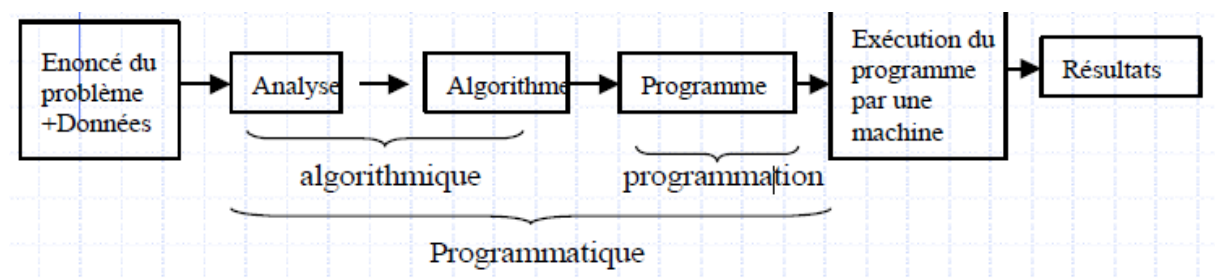 Enoncé du
problème
+Données
Analyse
Algorithme
Programme
Exécution du
programme
par une
machine
Résultats
algorithmique
programmation
Programmatique